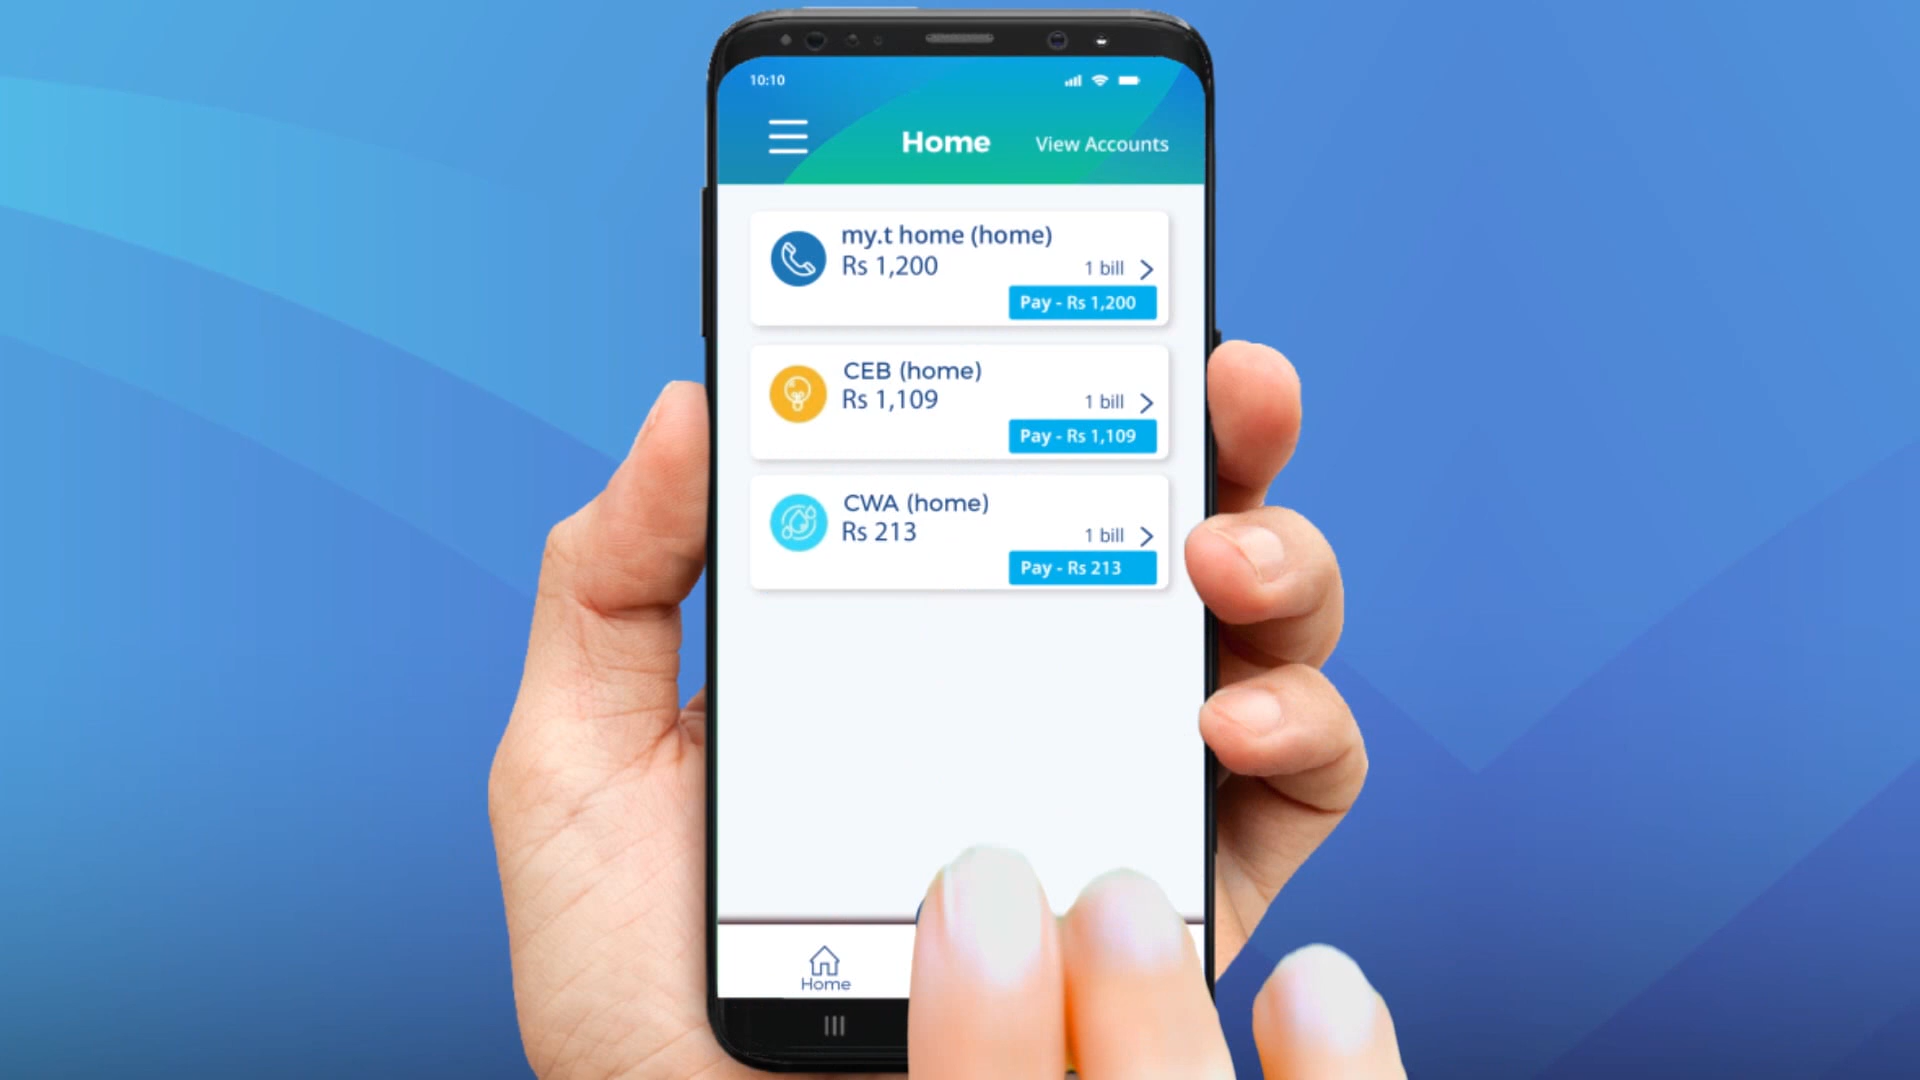 10:10
Home
View Accounts
my.t home (home)
Rs 1,200
1 bill
Pay - Rs 1,200
CEB (home)
Rs 1,109
1 bill
Pay - Rs 1,109
CWA (home)
Rs 213
1 bill
Pay - Rs 213
Home